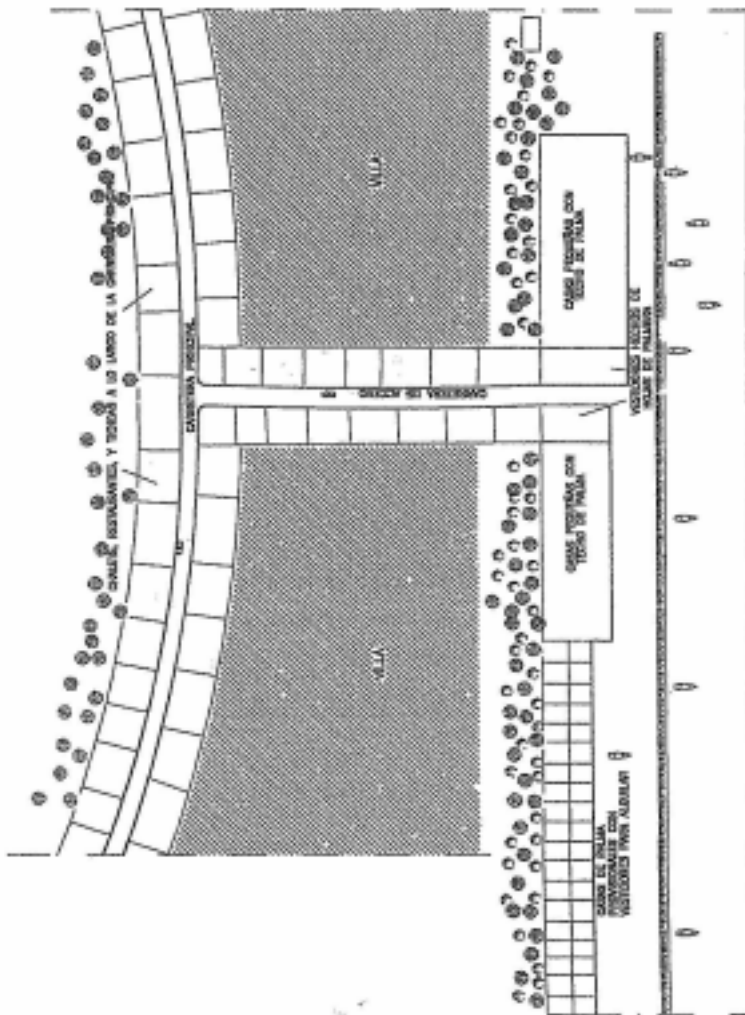 CHALETS, RESTAURANTES, Y TIENDAS A LO LARGO DE LA CARRETERA PRINCIPAL
CARRETERA PRINCIPAL
VILLA
VILLA
CARRETERA DE ACCESO
CASAS PEQUEÑAS CON
TECHO DE PALMA
CASAS PEQUEÑAS CON
TECHO DE PALMA
VESTIDORES HECHOS DE
HOJAS DE PALMERA
CASAS DE PALMA
PROVISIONALES CON
VESTIDORES PARA ALQUILAR